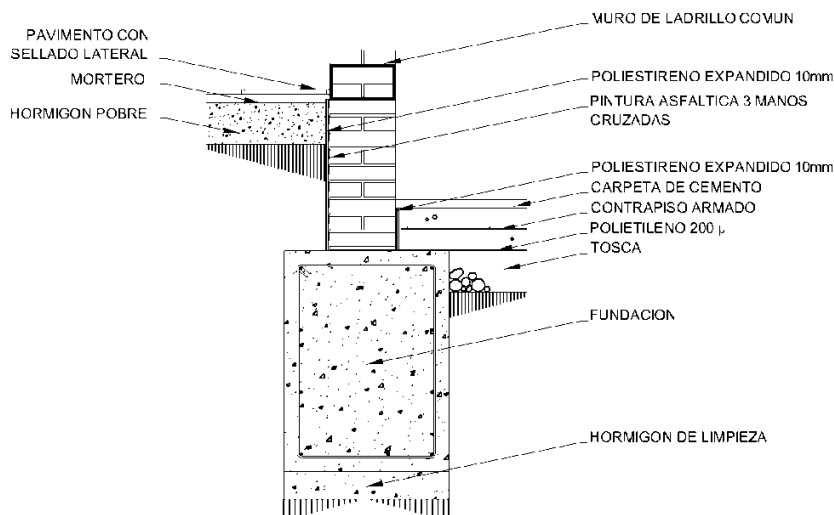 MURO DE LADRILLO COMUN
PAVIMENTO CON
SELLADO LATERAL
MORTERO
HORMIGON POBRE
POLIESTIRENO EXPANDIDO 10mm
PINTURA ASFALTICA 3 MANOS
CRUZADAS
POLIESTIRENO EXPANDIDO 10mm
CARPETA DE CEMENTO
CONTRAPISO ARMADO
POLIETILENO 200 µ
TOSCA
FUNDACION
HORMIGON DE LIMPIEZA